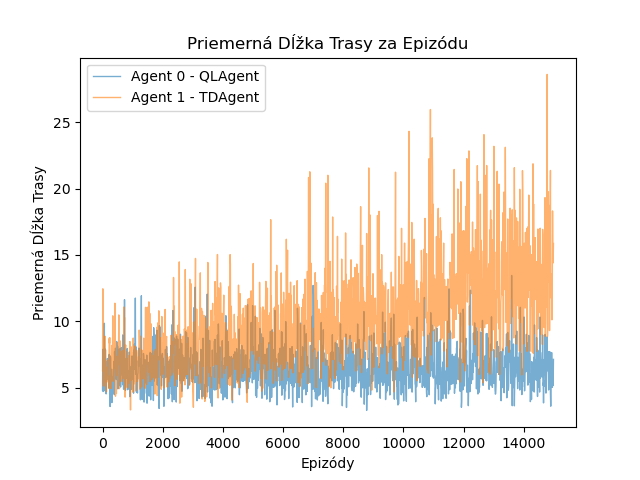 Priemerná Dĺžka Trasy za Epizódu
Agent 0 - QLAgent
Agent 1 - TDAgent
Priemerná Dĺžka Trasy
25
20
15
10
5
0 2000 4000 6000 8000 10000 12000 14000
Epizódy